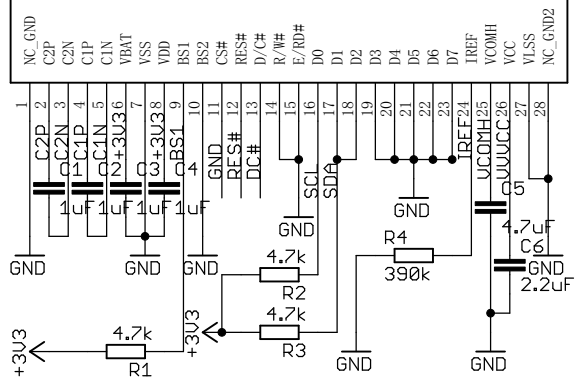 NC_GND C2P C2N C1P C1N VBAT VSS VDD BS1 BS2 CS# RES# D/C# R/W# E/RD# D0 D1 D2 D3 D4 D5 D6 D7 IREF VCOMH VCC VLSS NC_GND2
1 2 3 4 5 6 7 8 9 10 11 12 13 14 15 16 17 18 19 20 21 22 23 24 25 26 27 28
C2P C2N C1P C1N +3V3 +3V3 BS1 GND RES# DC# SCL SDA IREF VCOMH VVVCC
C1 C2 C3 C4
1uF 1uF 1uF 1uF
C5
4.7uF
C6
2.2uF
GND GND GND GND GND GND
R4
390k
4.7k
R2
+3V3
4.7k
R3
+3V3
4.7k
R1
GND GND